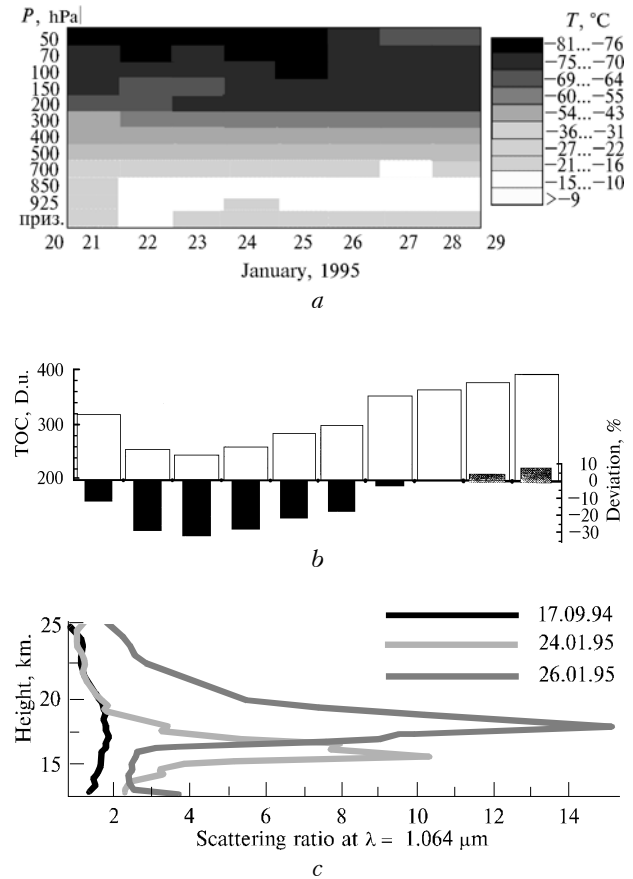 P, hPa
T, °C
50
70
100
150
200
300
400
500
700
850
925
приз.
−81...−76
−75...−70
−69...−64
−60...−55
−54...−43
−36...−31
−27...−22
−21...−16
−15...−10
>−9
20 21 22 23 24 25 26 27 28 29
January, 1995
a
TOC, D.u.
400
300
200
10
0
−10
−20
−30
Deviation, %
b
Height, km.
25
20
15
17.09.94
24.01.95
26.01.95
2 4 6 8 10 12 14
Scattering ratio at λ = 1.064 μm
c